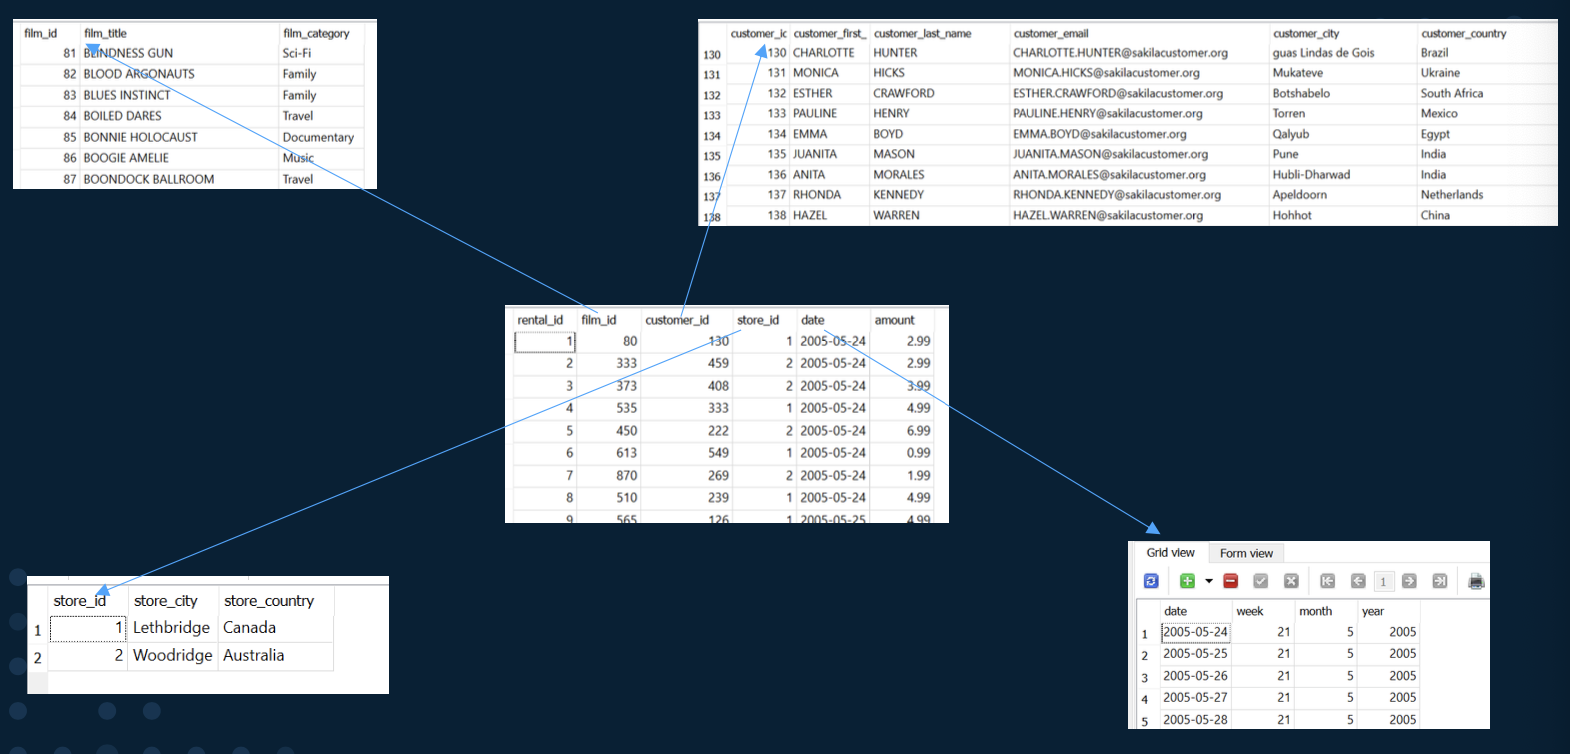 film_id film_title film_category
81 BLINDNESS GUN Sci-Fi
82 BLOOD ARGONAUTS Family
83 BLUES INSTINCT Family
84 BOILED DARES Travel
85 BONNIE HOLOCAUST Documentary
86 BOOGIE AMELIE Music
87 BOONDOCK BALLROOM Travel
customer_ic customer_first_ customer_last_name customer_email customer_city customer_country
130 130 CHARLOTTE HUNTER CHARLOTTE.HUNTER@sakilacustomer.org guas Lindas de Gois Brazil
131 131 MONICA HICKS MONICA.HICKS@sakilacustomer.org Mukateve Ukraine
132 132 ESTHER CRAWFORD ESTHER.CRAWFORD@sakilacustomer.org Botshabelo South Africa
133 133 PAULINE HENRY PAULINE.HENRY@sakilacustomer.org Torren Mexico
134 134 EMMA BOYD EMMA.BOYD@sakilacustomer.org Qalyub Egypt
135 135 JUANITA MASON JUANITA.MASON@sakilacustomer.org Pune India
136 136 ANITA MORALES ANITA.MORALES@sakilacustomer.org Hubli-Dharwad India
137 137 RHONDA KENNEDY RHONDA.KENNEDY@sakilacustomer.org Apeldoorn Netherlands
138 138 HAZEL WARREN HAZEL.WARREN@sakilacustomer.org Hohhot China
rental_id film_id customer_id store_id date amount
1 80 130 1 2005-05-24 2.99
2 333 459 2 2005-05-24 2.99
3 373 408 2 2005-05-24 3.99
4 535 333 1 2005-05-24 4.99
5 450 222 2 2005-05-24 6.99
6 613 549 1 2005-05-24 0.99
7 870 269 2 2005-05-24 1.99
8 510 239 1 2005-05-24 4.99
9 565 126 1 2005-05-25 4.99
store_id store_city store_country
1 1 Lethbridge Canada
2 2 Woodridge Australia
Grid view Form view
1
date week month year
1 2005-05-24 21 5 2005
2 2005-05-25 21 5 2005
3 2005-05-26 21 5 2005
4 2005-05-27 21 5 2005
5 2005-05-28 21 5 2005